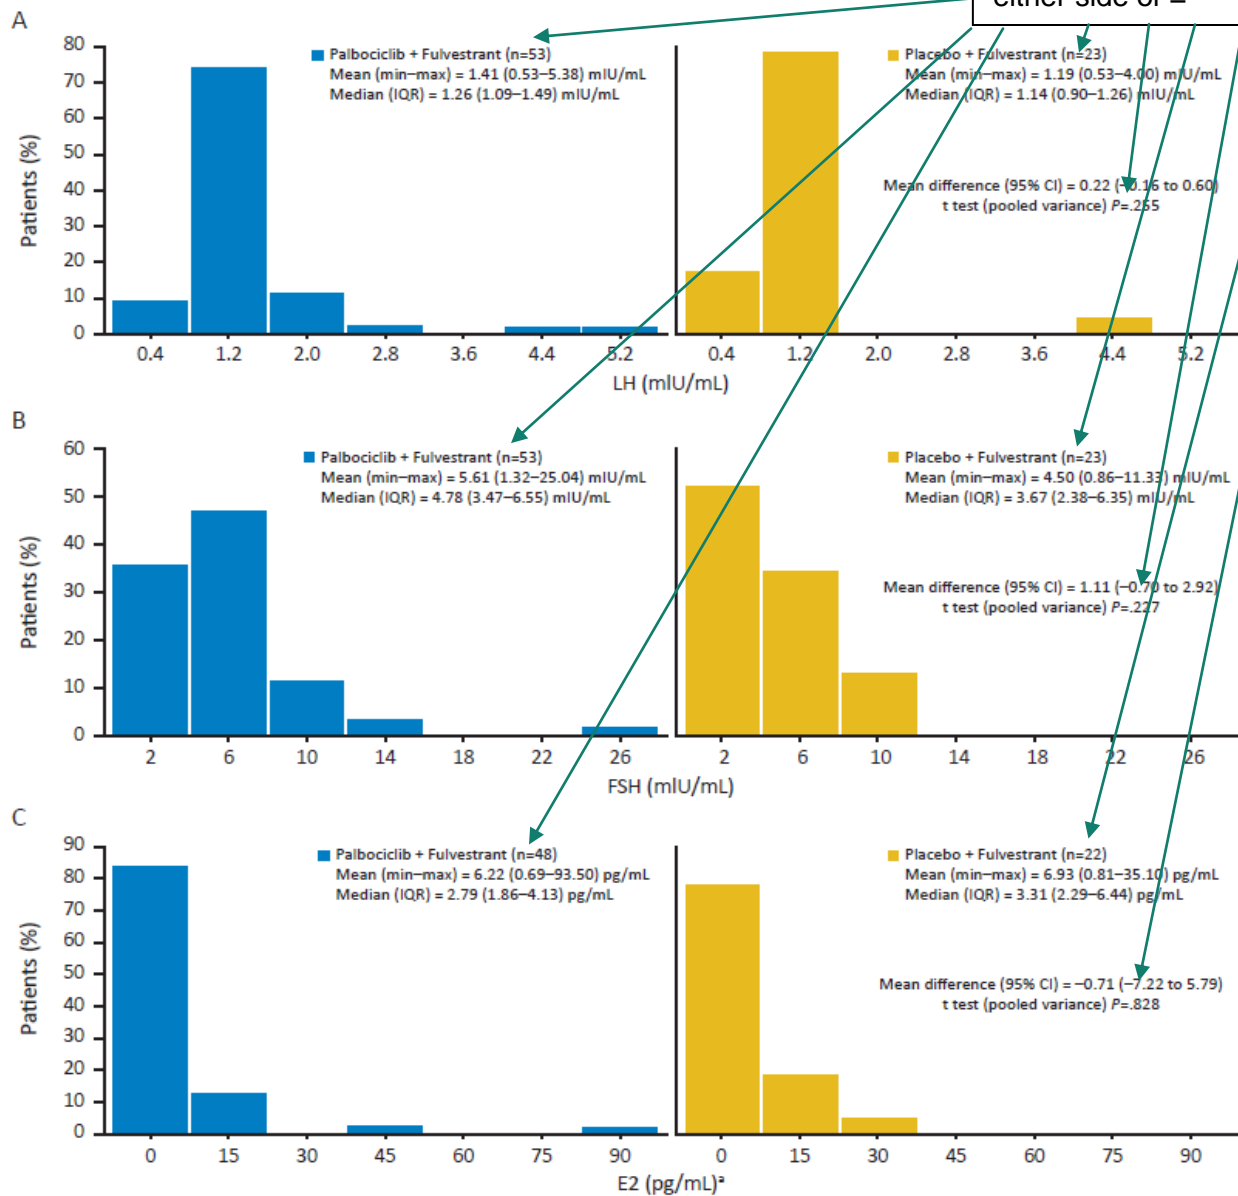 either side of =
A
Palbociclib + Fulvestrant (n=53)
Mean (min–max) = 1.41 (0.53–5.38) mIU/mL
Median (IQR) = 1.26 (1.09–1.49) mIU/mL
Placebo + Fulvestrant (n=23)
Mean (min–max) = 1.19 (0.53–4.00) mIU/mL
Median (IQR) = 1.14 (0.90–1.26) mIU/mL
Mean difference (95% CI) = 0.22 (–0.16 to 0.60)
t test (pooled variance) P=.255
Patients (%)
80
70
60
50
40
30
20
10
0
0.4 1.2 2.0 2.8 3.6 4.4 5.2 0.4 1.2 2.0 2.8 3.6 4.4 5.2
LH (mIU/mL)
B
Palbociclib + Fulvestrant (n=53)
Mean (min–max) = 5.61 (1.32–25.04) mIU/mL
Median (IQR) = 4.78 (3.47–6.55) mIU/mL
Placebo + Fulvestrant (n=23)
Mean (min–max) = 4.50 (0.86–11.33) mIU/mL
Median (IQR) = 3.67 (2.38–6.35) mIU/mL
Mean difference (95% CI) = 1.11 (–0.70 to 2.92)
t test (pooled variance) P=.227
Patients (%)
60
50
40
30
20
10
0
2 6 10 14 18 22 26 2 6 10 14 18 22 26
FSH (mIU/mL)
C
Palbociclib + Fulvestrant (n=48)
Mean (min–max) = 6.22 (0.69–93.50) pg/mL
Median (IQR) = 2.79 (1.86–4.13) pg/mL
Placebo + Fulvestrant (n=22)
Mean (min–max) = 6.93 (0.81–35.10) pg/mL
Median (IQR) = 3.31 (2.29–6.44) pg/mL
Mean difference (95% CI) = –0.71 (–7.22 to 5.79)
t test (pooled variance) P=.828
Patients (%)
90
80
70
60
50
40
30
20
10
0
0 15 30 45 60 75 90 0 15 30 45 60 75 90
E2 (pg/mL)ᵃ